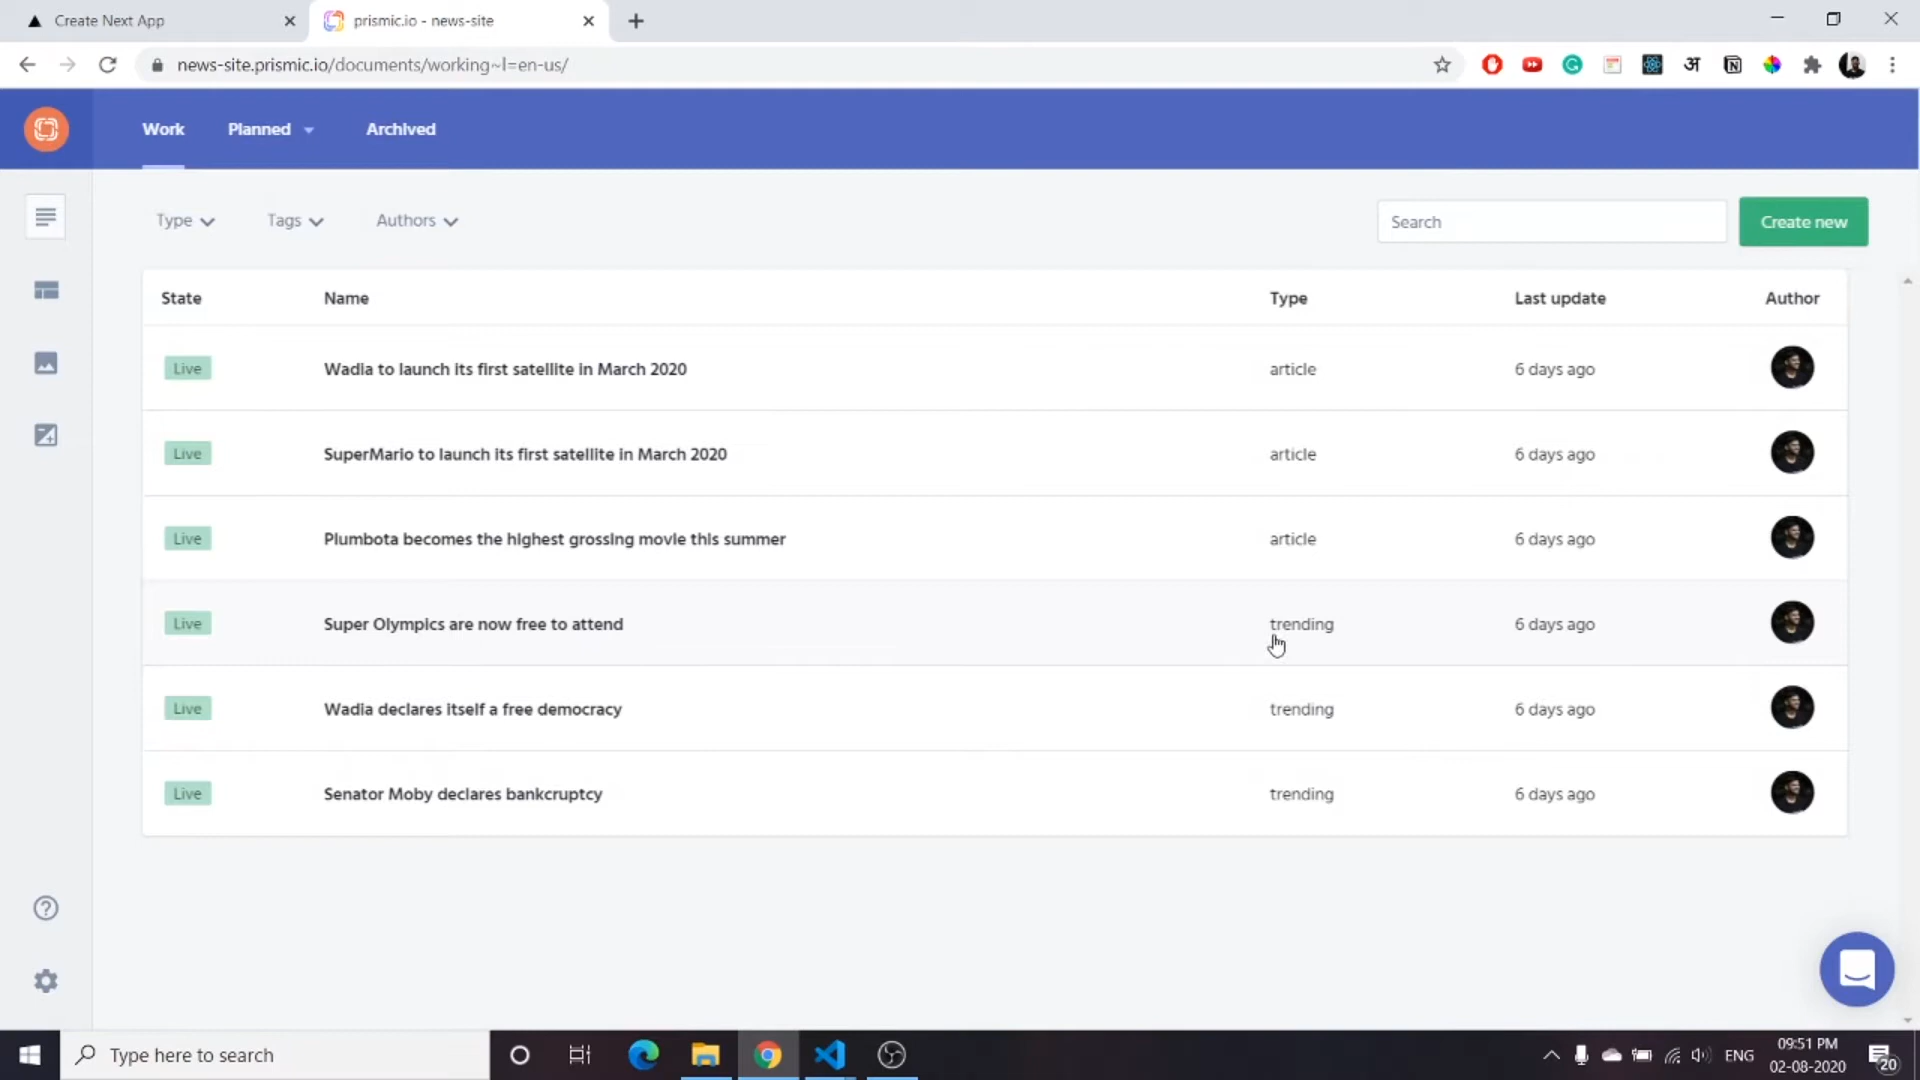 Create Next App
prismic.io - news-site
news-site.prismic.io/documents/working~l=en-us/
Work Planned Archived
Type Tags Authors Search Create new
State Name Type Last update Author
Live Wadia to launch its first satellite in March 2020 article 6 days ago
Live SuperMario to launch its first satellite in March 2020 article 6 days ago
Live Plumbota becomes the highest grossing movie this summer article 6 days ago
Live Super Olympics are now free to attend trending 6 days ago
Live Wadia declares itself a free democracy trending 6 days ago
Live Senator Moby declares bankcruptcy trending 6 days ago
Type here to search
ENG
09:51 PM
02-08-2020
20
अ